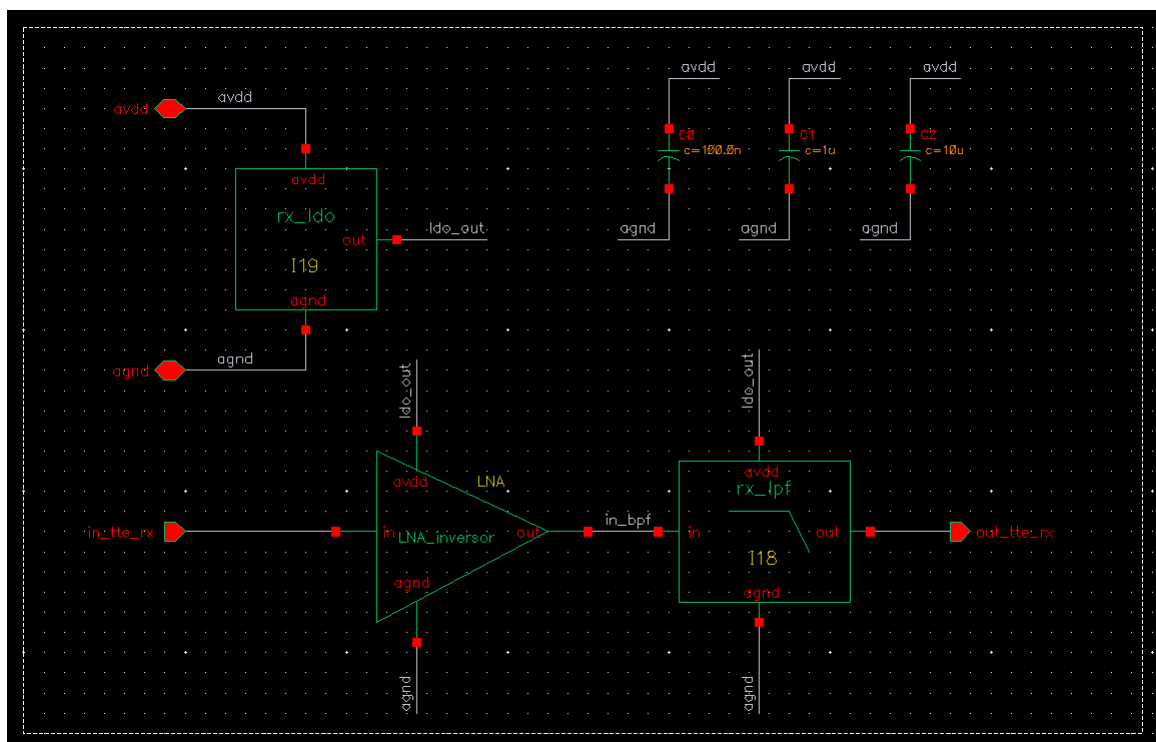 avdd
avdd
avdd
rx_ldo
out
I19
agnd
ldo_out
agnd
agnd
avdd
C0
c=100.0n
agnd
avdd
C1
c=1u
agnd
avdd
C2
c=10u
agnd
in_tte_rx
ldo_out
avdd
LNA
in
LNA_inversor
out
agnd
agnd
in_bpf
ldo_out
avdd
rx_lpf
in
out
I18
agnd
agnd
out_tte_rx